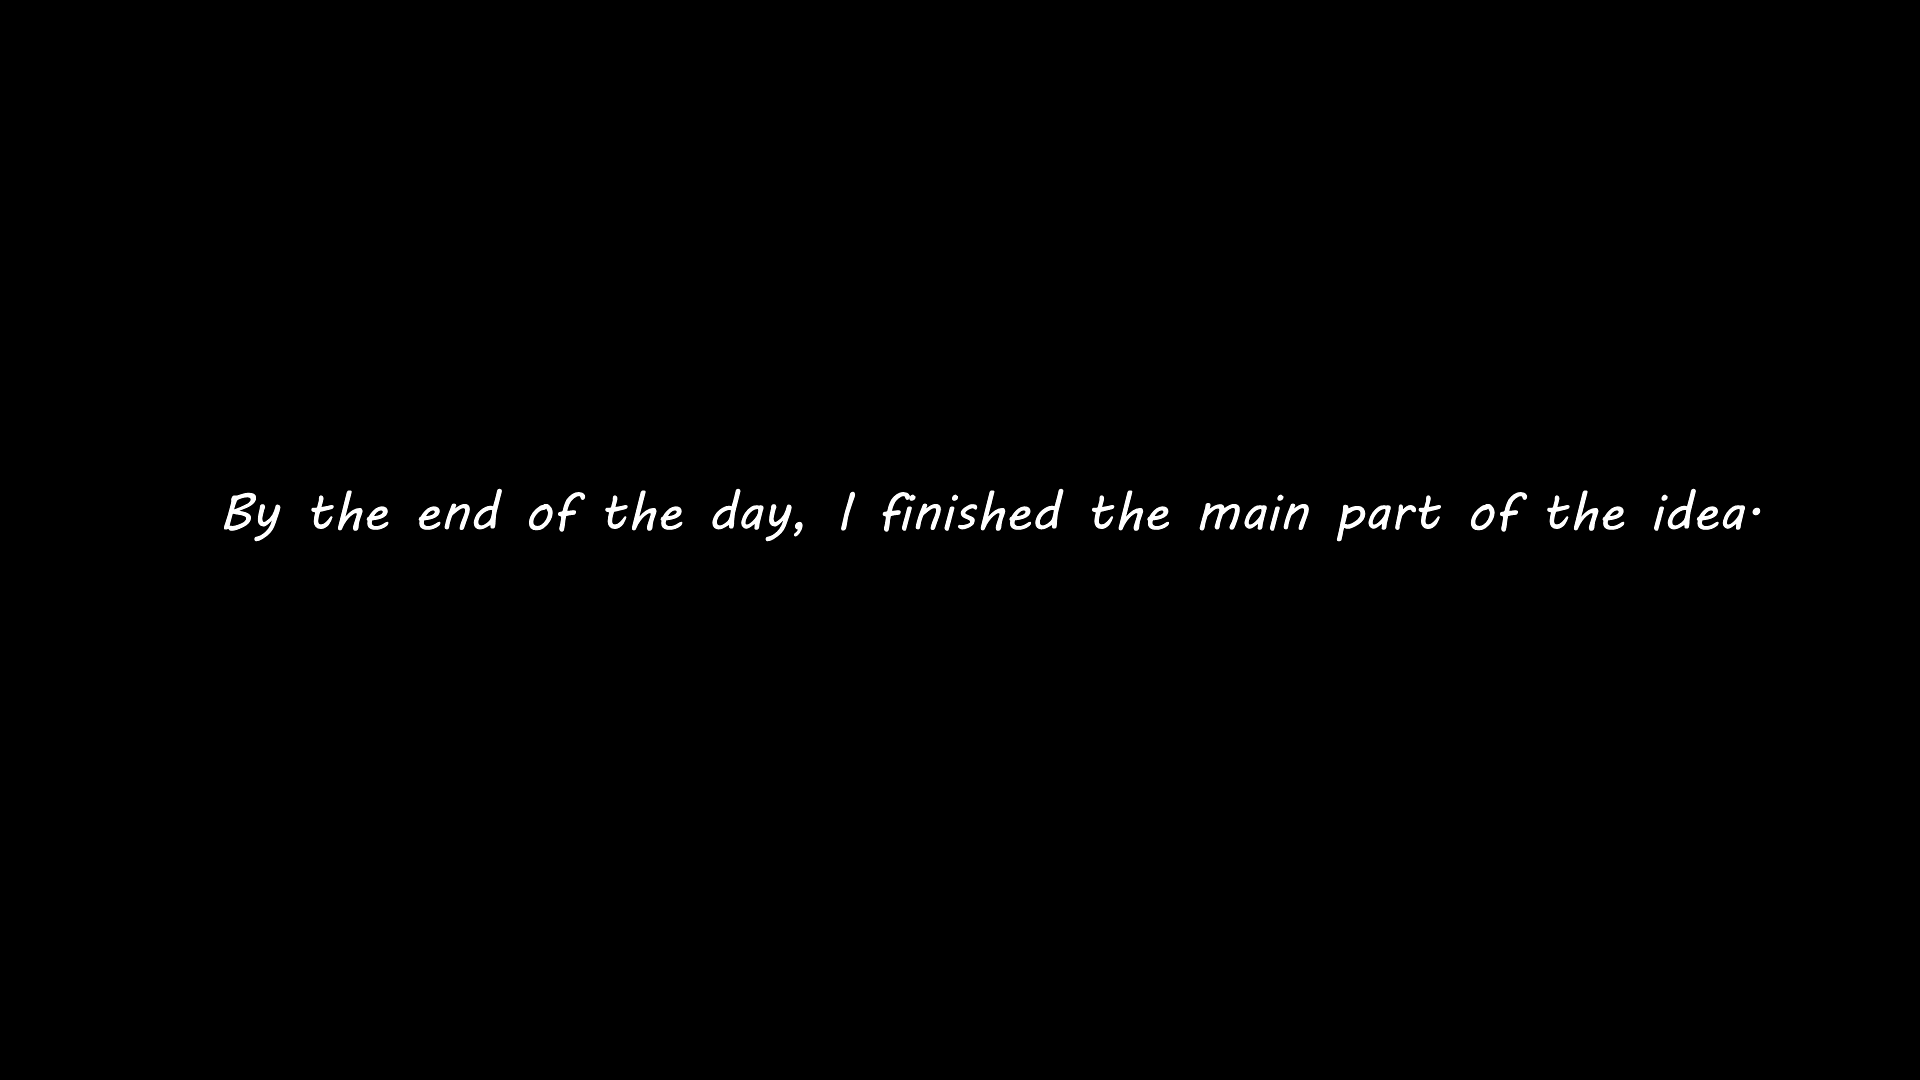 By the end of the day, I finished the main part of the idea.